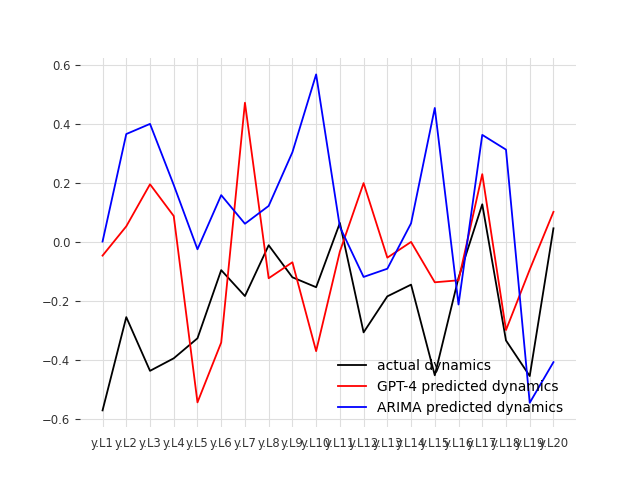 0.6
0.4
0.2
0.0
−0.2
−0.4
−0.6
actual dynamics
GPT-4 predicted dynamics
ARIMA predicted dynamics
y.L1 y.L2 y.L3 y.L4 y.L5 y.L6 y.L7 y.L8 y.L9 y.L10 y.L11 y.L12 y.L13 y.L14 y.L15 y.L16 y.L17 y.L18 y.L19 y.L20